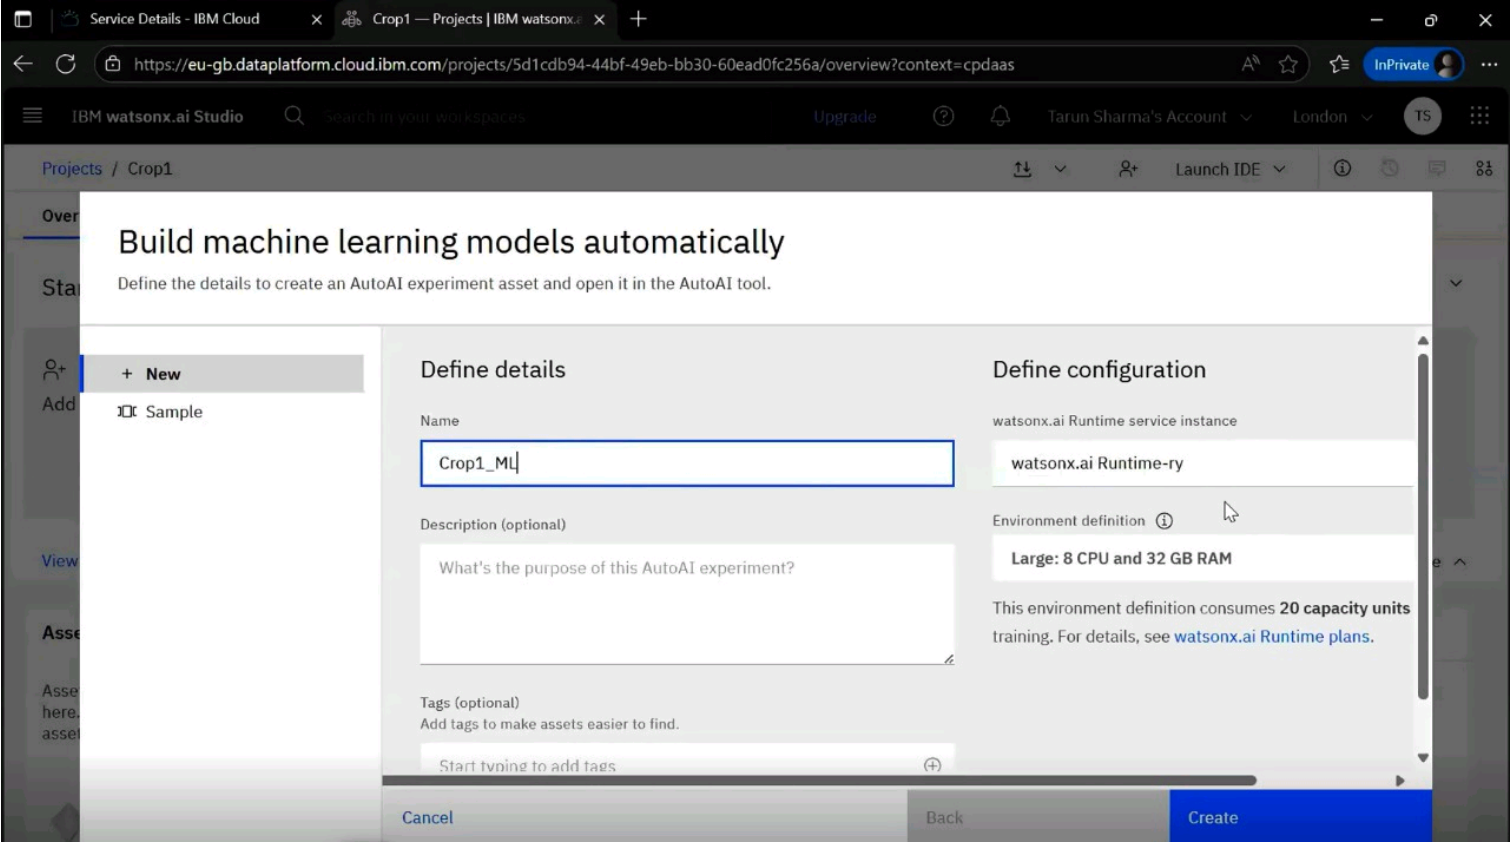 Service Details - IBM Cloud
Crop1 — Projects | IBM watsonx.a
https://eu-gb.dataplatform.cloud.ibm.com/projects/5d1cdb94-44bf-49eb-bb30-60ead0fc256a/overview?context=cpdaas
InPrivate
IBM watsonx.ai Studio
Search in your workspaces
Upgrade
Tarun Sharma's Account
London
TS
Projects / Crop1
Launch IDE
Over
Build machine learning models automatically
Define the details to create an AutoAI experiment asset and open it in the AutoAI tool.
Sta
Add
View
Asse
Asse
here.
asset
e
+ New
Sample
Define details
Name
Crop1_ML
Description (optional)
What's the purpose of this AutoAI experiment?
Tags (optional)
Add tags to make assets easier to find.
Start typing to add tags
Define configuration
watsonx.ai Runtime service instance
watsonx.ai Runtime-ry
Environment definition
Large: 8 CPU and 32 GB RAM
This environment definition consumes 20 capacity units
training. For details, see watsonx.ai Runtime plans.
Cancel
Back
Create